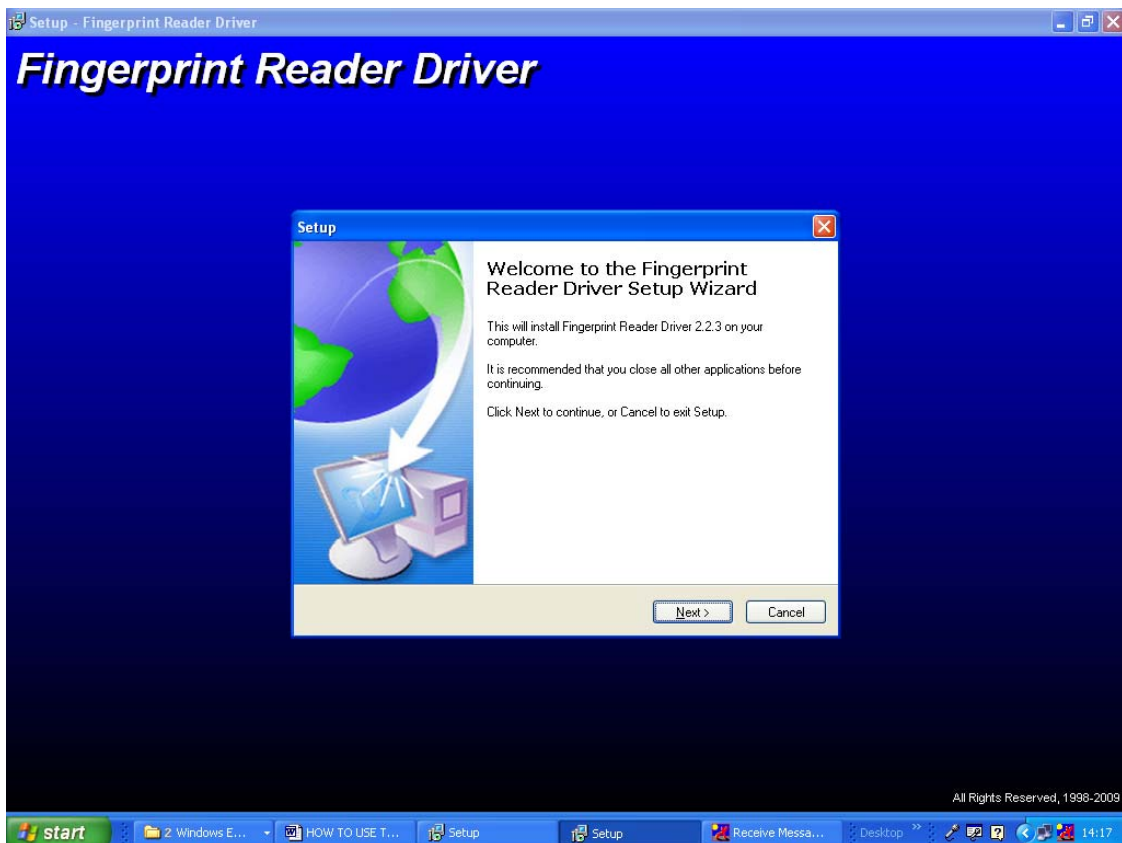 Setup - Fingerprint Reader Driver
Fingerprint Reader Driver
Setup
Welcome to the Fingerprint
Reader Driver Setup Wizard
This will install Fingerprint Reader Driver 2.2.3 on your
computer.
It is recommended that you close all other applications before
continuing.
Click Next to continue, or Cancel to exit Setup.
Next >
Cancel
All Rights Reserved, 1998-2009
start
2 Windows E...
HOW TO USE T...
Setup
Setup
Receive Messa...
Desktop
14:17